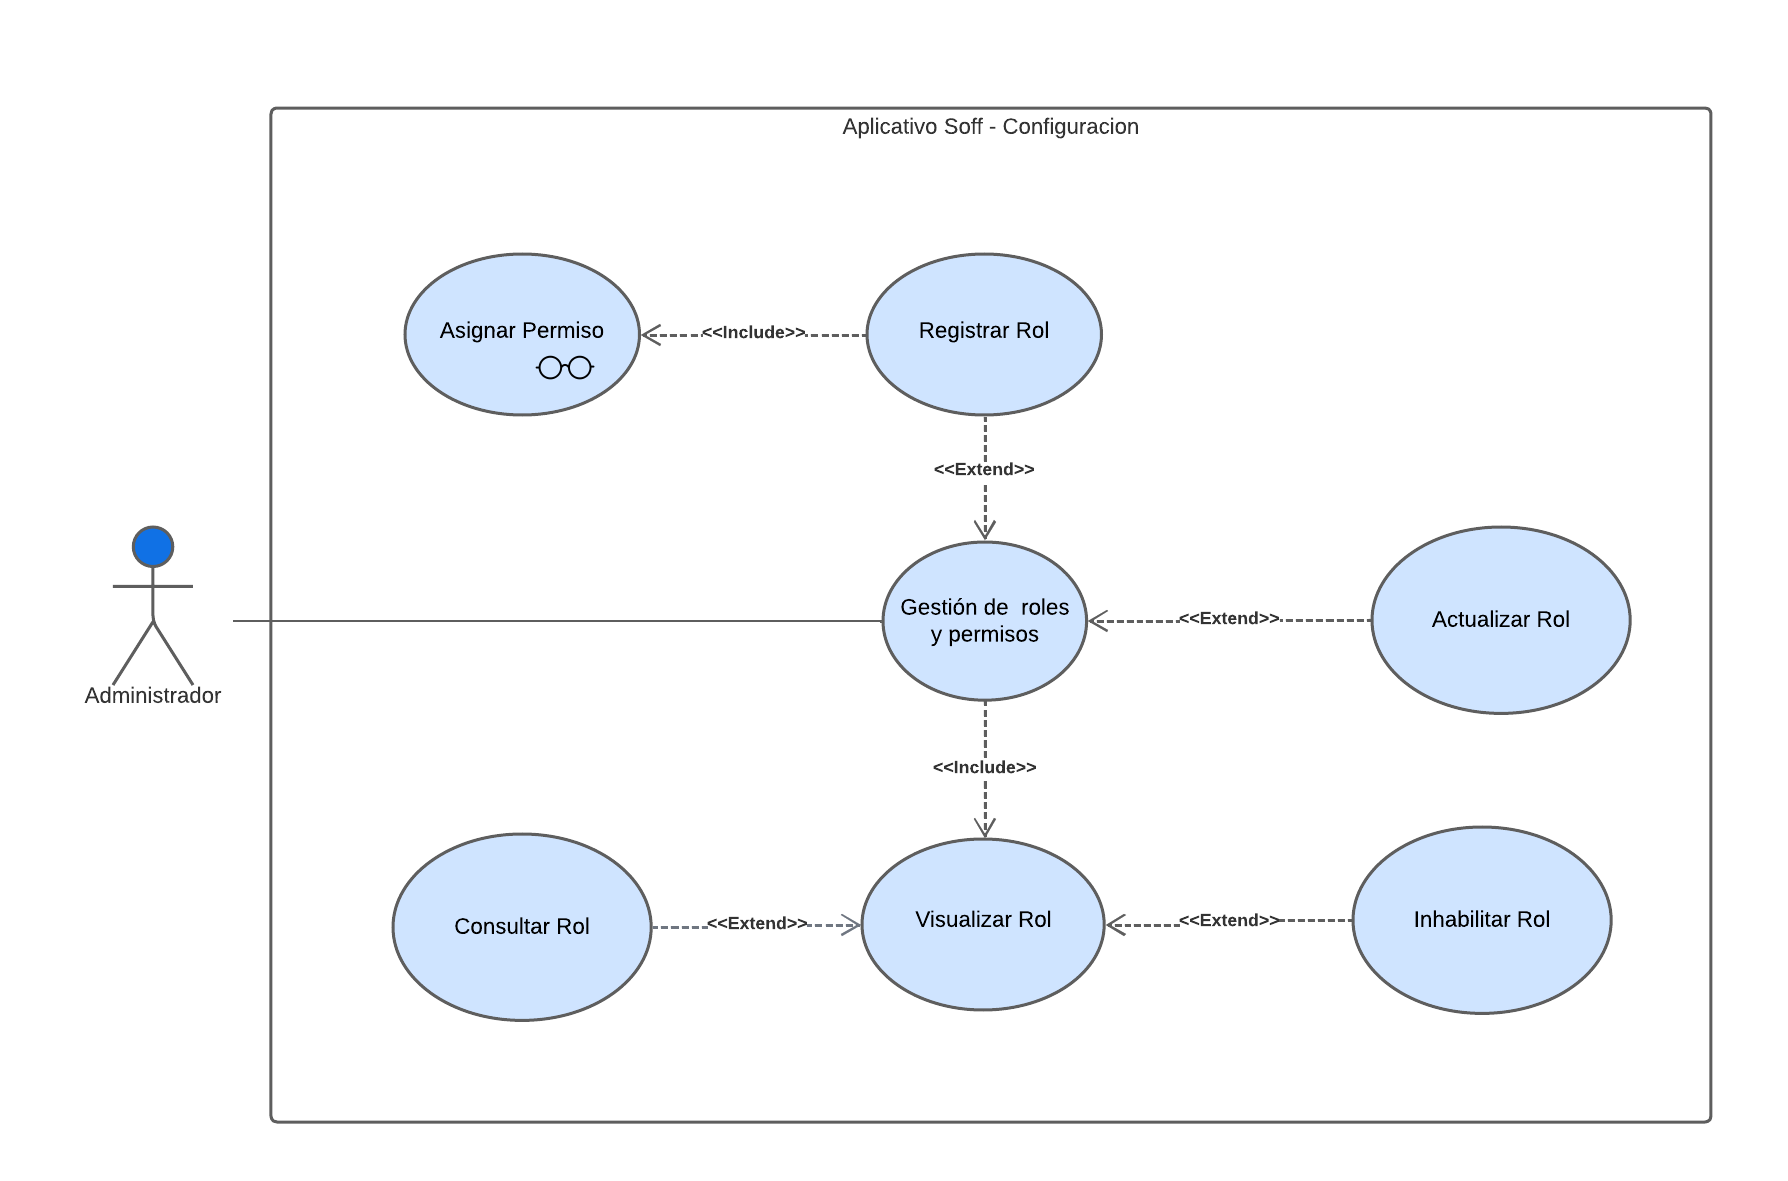 Aplicativo Soff - Configuracion
Asignar Permiso
<<Include>>
Registrar Rol
<<Extend>>
Administrador
Gestión de  roles
y permisos
<<Extend>>
Actualizar Rol
<<Include>>
Consultar Rol
<<Extend>>
Visualizar Rol
<<Extend>>
Inhabilitar Rol